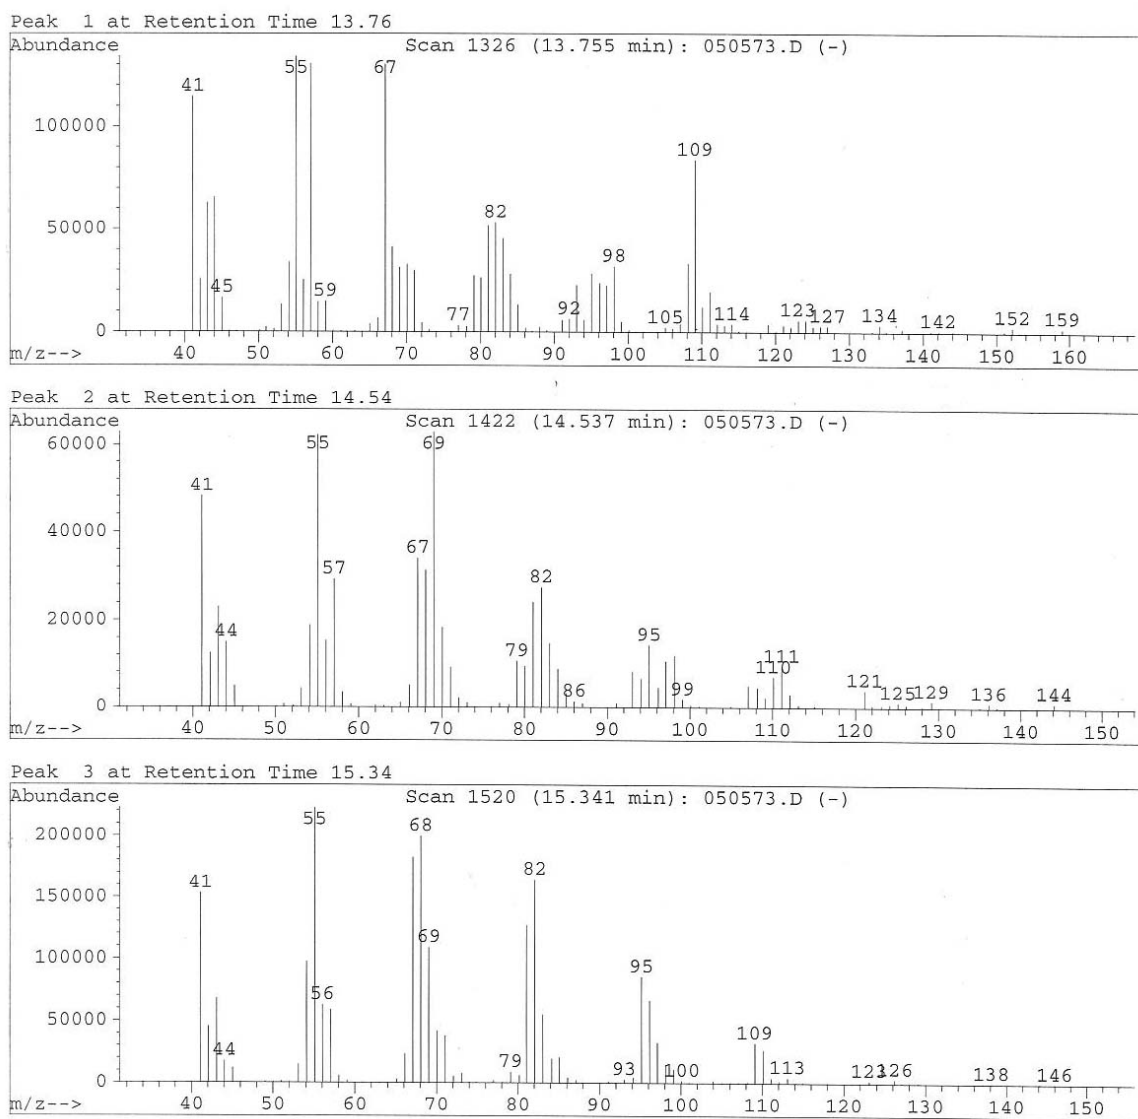 Peak 1 at Retention Time 13.76
Abundance Scan 1326 (13.755 min): 050573.D (-)
55 67
41
100000
109
50000
82
98
45 59
77 92 105 114 123 127 134 142 152 159
0
m/z--> 40 50 60 70 80 90 100 110 120 130 140 150 160
Peak 2 at Retention Time 14.54
Abundance Scan 1422 (14.537 min): 050573.D (-)
60000
55 69
41
40000
67
57
82
20000
44
79 95
86 99 110 111
121 125 129 136 144
0
m/z--> 40 50 60 70 80 90 100 110 120 130 140 150
Peak 3 at Retention Time 15.34
Abundance Scan 1520 (15.341 min): 050573.D (-)
200000
55 68
41 82
150000
100000
69
95
50000
56
44 109
79 93 100 113 123 126 138 146
0
m/z--> 40 50 60 70 80 90 100 110 120 130 140 150